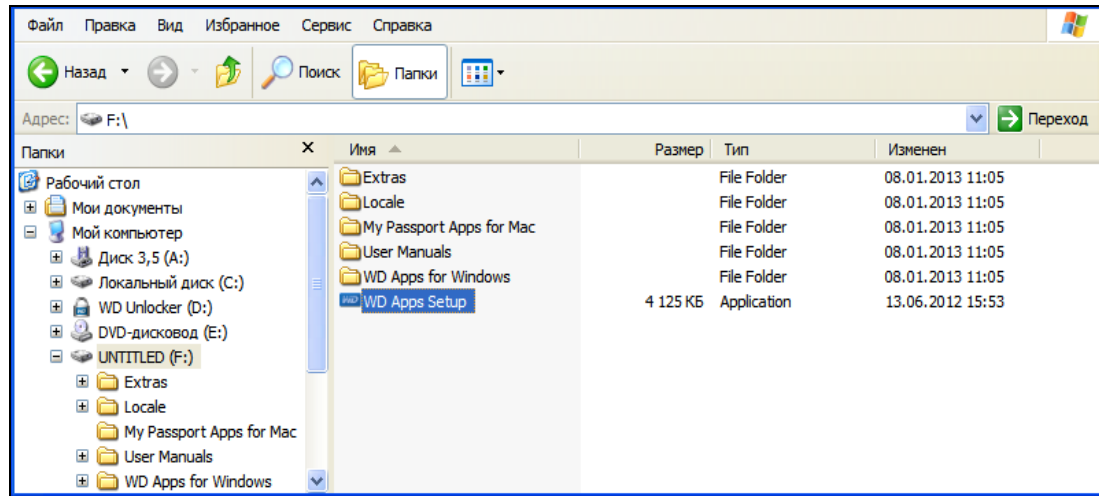 Файл Правка Вид Избранное Сервис Справка
Назад Поиск Папки
Адрес: F:\ Переход
Папки X Имя Размер Тип Изменен
Рабочий стол
Мои документы
Мой компьютер
Диск 3,5 (A:)
Локальный диск (C:)
WD Unlocker (D:)
DVD-дисковод (E:)
UNTITLED (F:)
Extras
Locale
My Passport Apps for Mac
User Manuals
WD Apps for Windows
Extras File Folder 08.01.2013 11:05
Locale File Folder 08.01.2013 11:05
My Passport Apps for Mac File Folder 08.01.2013 11:05
User Manuals File Folder 08.01.2013 11:05
WD Apps for Windows File Folder 08.01.2013 11:05
WD Apps Setup 4 125 КБ Application 13.06.2012 15:53